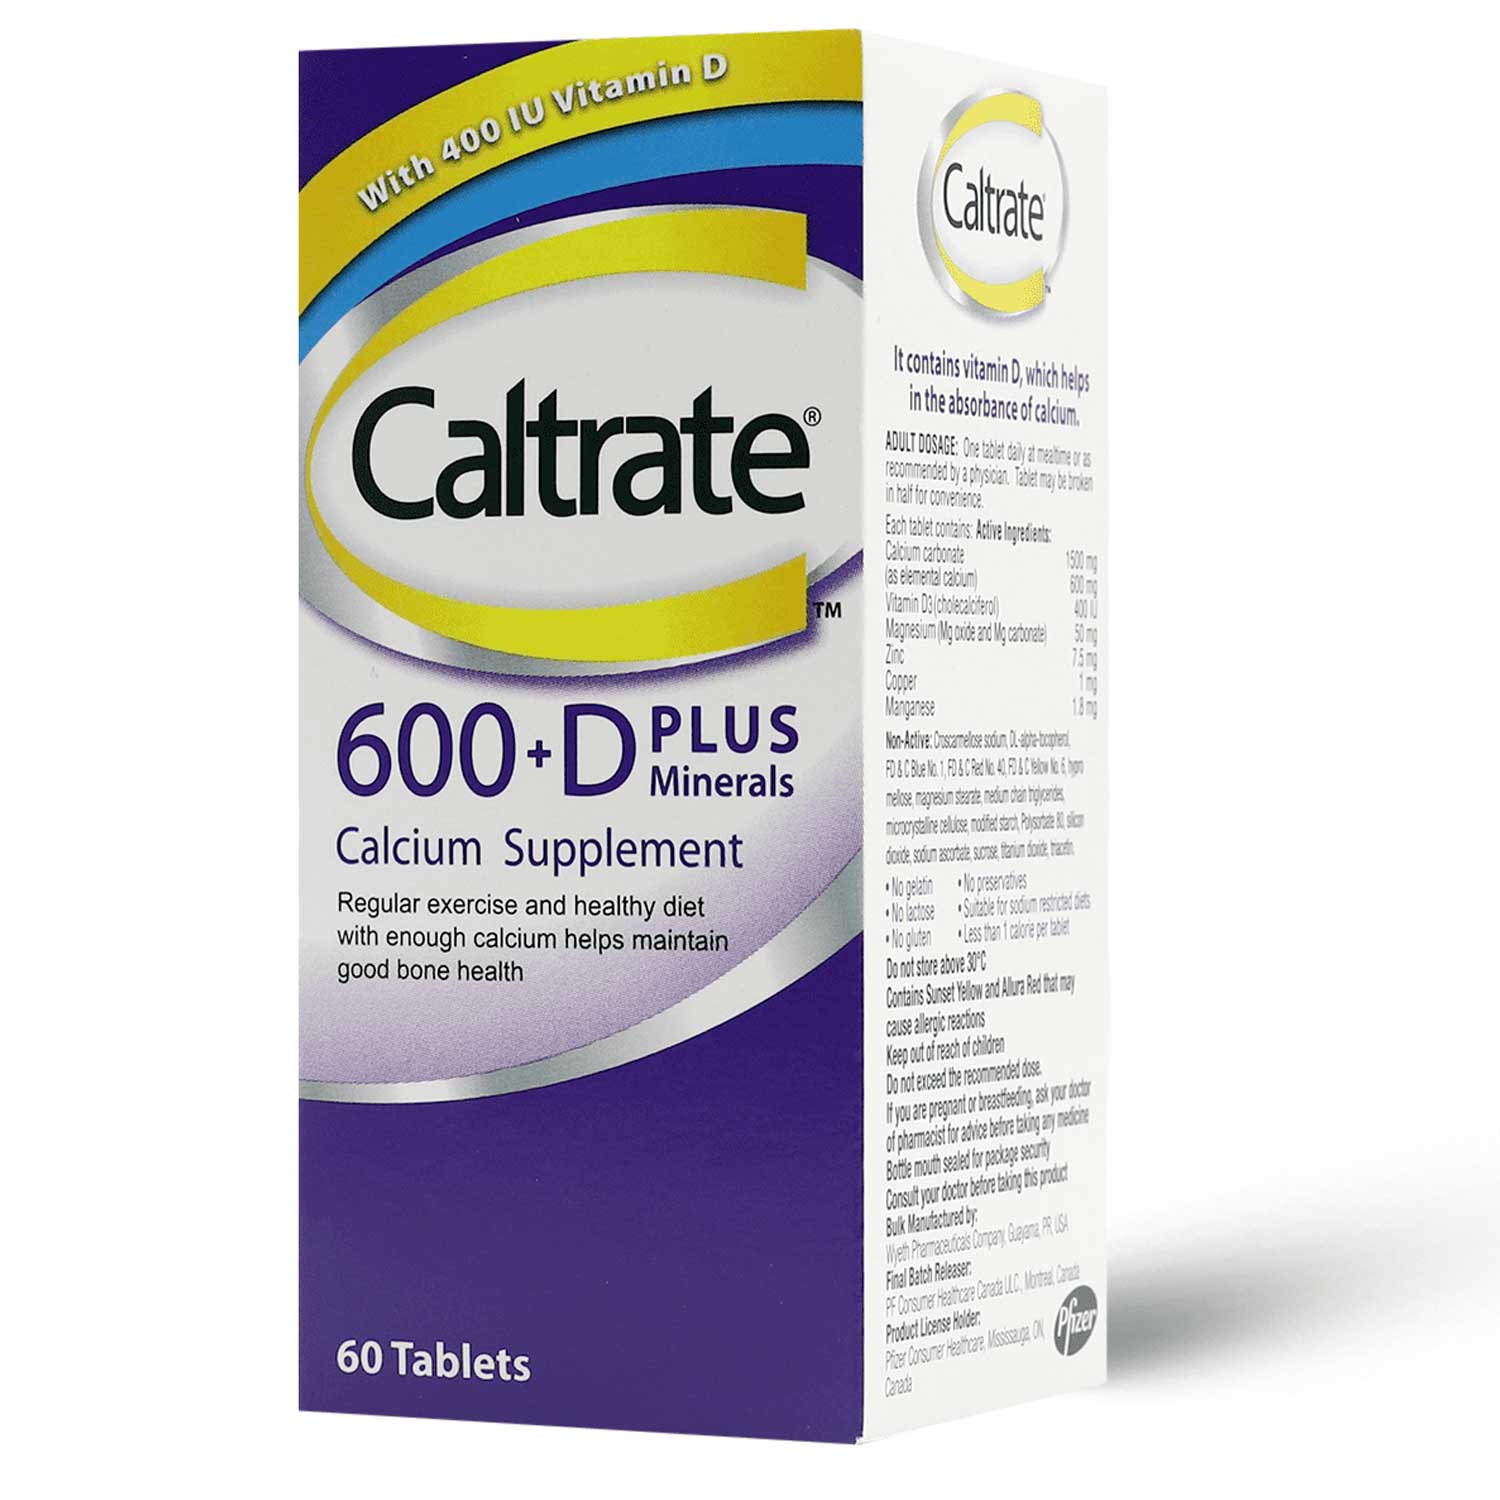 With 400 IU Vitamin D
Caltrate®
TM
600+D PLUS
Minerals
Calcium Supplement
Regular exercise and healthy diet
with enough calcium helps maintain
good bone health
60 Tablets
Caltrate®
TM
It contains vitamin D, which helps
in the absorbance of calcium.
ADULT DOSAGE: One tablet daily at mealtime or as
recommended by a physician. Tablet may be broken
in half for convenience.
Each tablet contains: Active Ingredients:
Calcium carbonate 1500 mg
(as elemental calcium) 600 mg
Vitamin D3 (cholecalciferol) 400 IU
Magnesium (Mg oxide and Mg carbonate) 50 mg
Zinc 7.5 mg
Copper 1 mg
Manganese 1.8 mg
Non-Active: Croscarmellose sodium, DL-alpha-tocopherol,
FD & C Blue No. 1, FD & C Red No. 40, FD & C Yellow No. 6, hypro
mellose, magnesium stearate, medium chain triglycerides,
microcrystalline cellulose, modified starch, Polysorbate 80, silicon
dioxide, sodium ascorbate, sucrose, titanium dioxide, triacetin.
• No gelatin • No preservatives
• No lactose • Suitable for sodium restricted diets
• No gluten • Less than 1 calorie per tablet
Do not store above 30°C
Contains Sunset Yellow and Allura Red that may
cause allergic reactions
Keep out of reach of children
Do not exceed the recommended dose.
If you are pregnant or breastfeeding, ask your doctor
of pharmacist for advice before taking any medicine
Bottle mouth sealed for package security
Consult your doctor before taking this product
Bulk Manufactured by:
Wyeth Pharmaceuticals Company, Guayama, PR, USA
Final Batch Releaser:
PF Consumer Healthcare Canada ULC., Montreal, Canada
Product License Holder:
Pfizer Consumer Healthcare, Mississauga, ON,
Canada
Pfizer